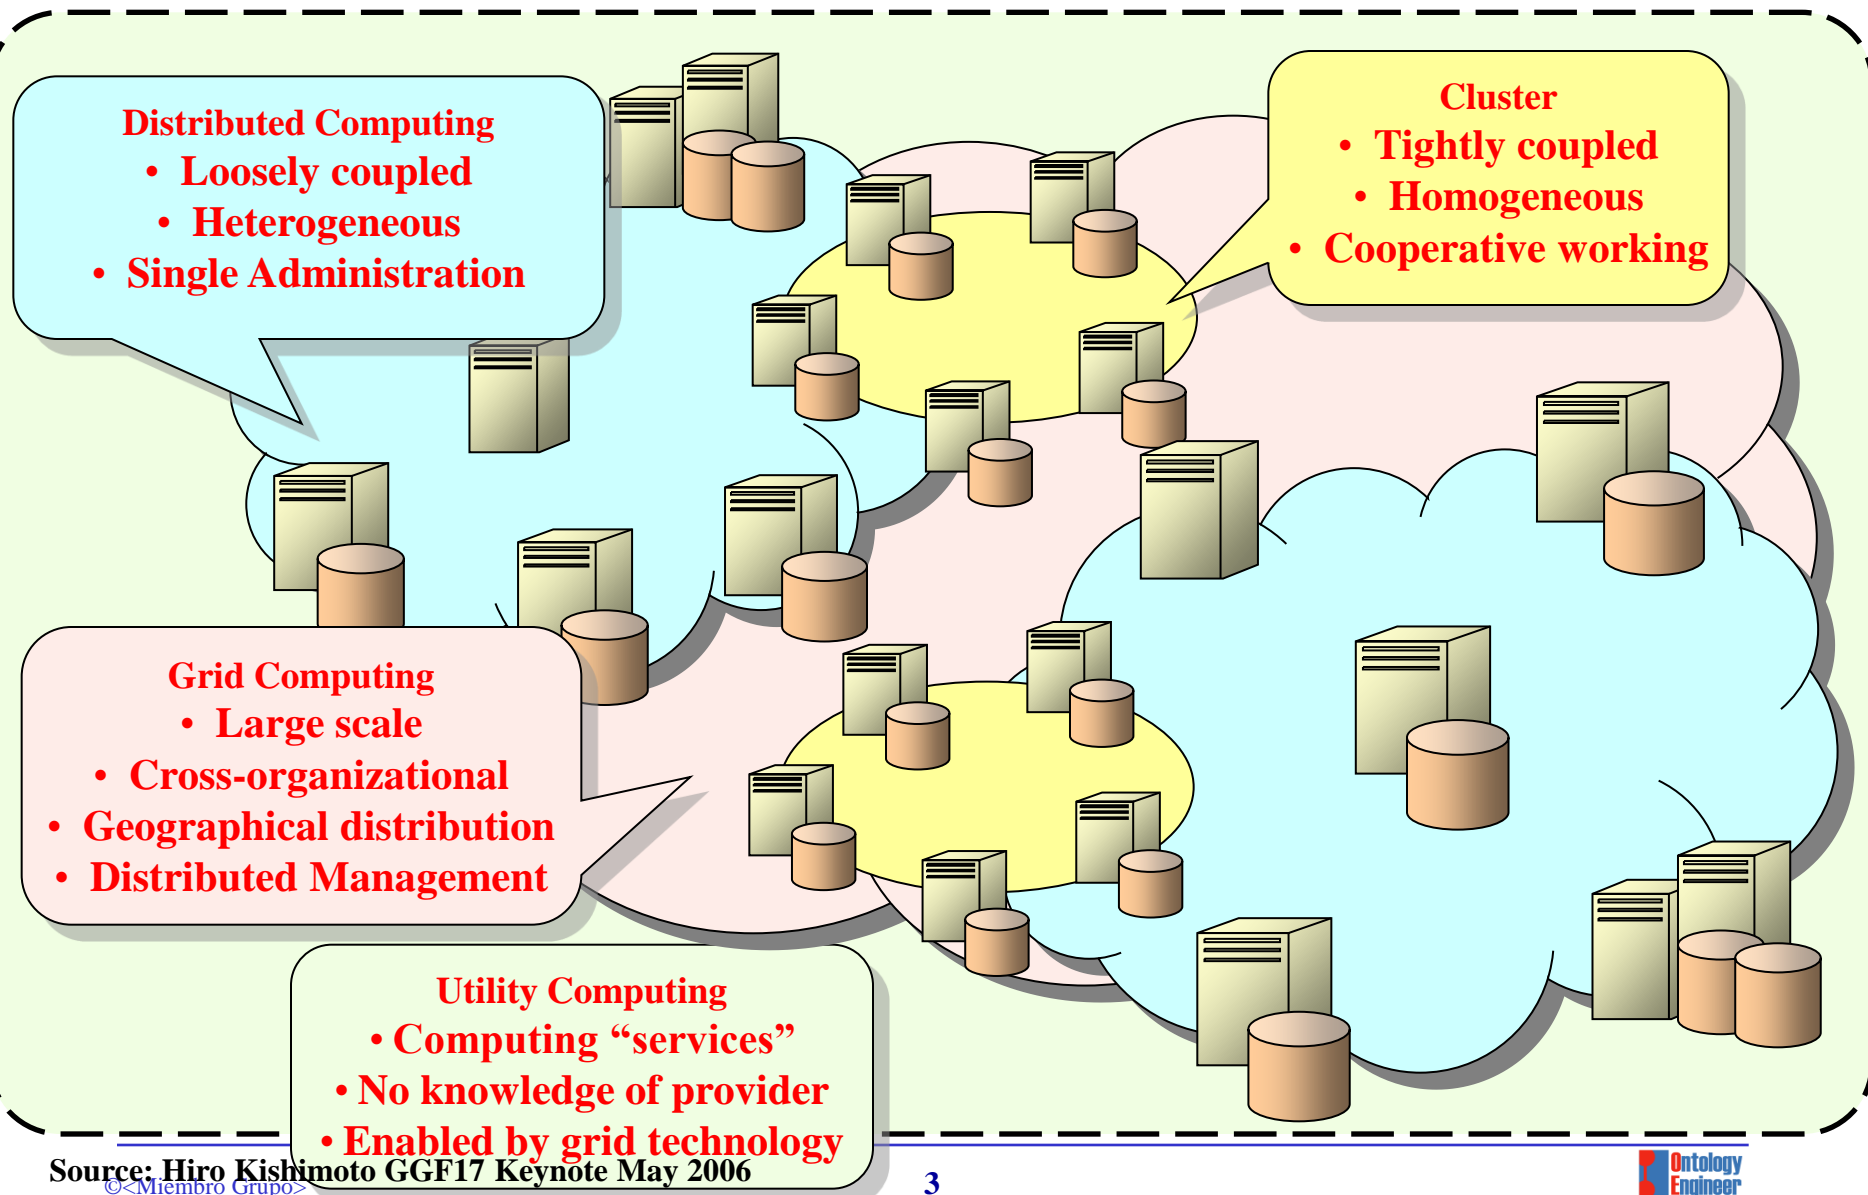 Distributed Computing
• Loosely coupled
• Heterogeneous
• Single Administration
Cluster
• Tightly coupled
• Homogeneous
• Cooperative working
Grid Computing
• Large scale
• Cross-organizational
• Geographical distribution
• Distributed Management
Utility Computing
• Computing “services”
• No knowledge of provider
• Enabled by grid technology
Source: Hiro Kishimoto GGF17 Keynote May 2006
©<Miembro Grupo>
3
Ontology
Engineer